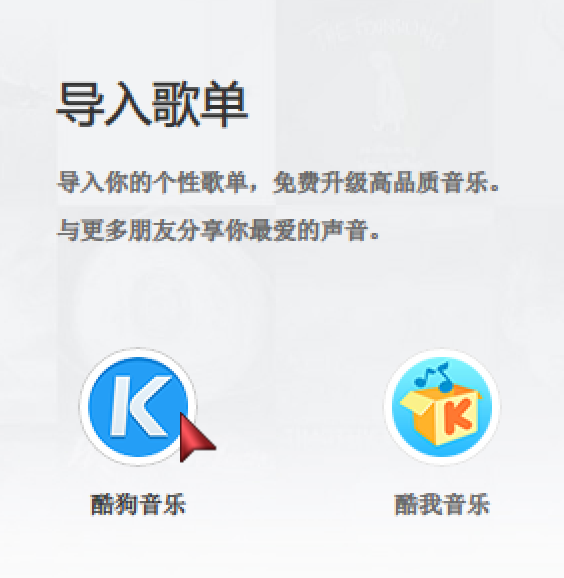 导入歌单
导入你的个性歌单，免费升级高品质音乐。
与更多朋友分享你最爱的声音。
K
K
酷狗音乐
酷我音乐